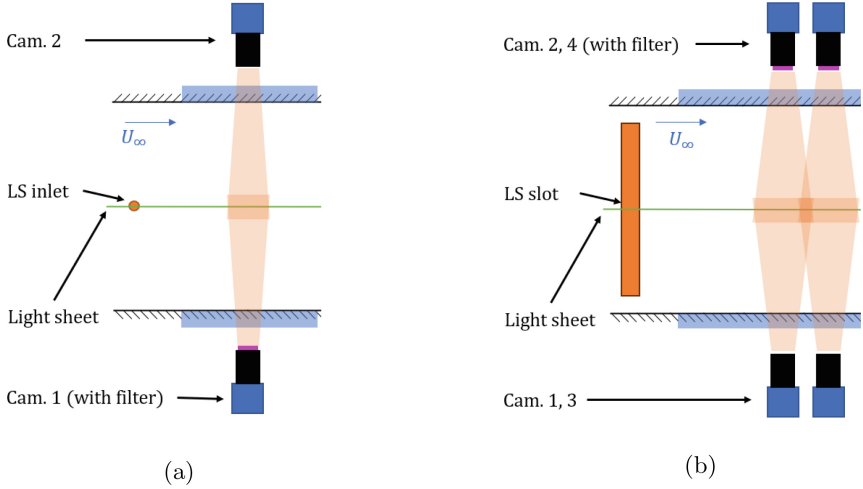 Cam. 2
U∞
LS inlet
Light sheet
Cam. 1 (with filter)
(a)
Cam. 2, 4 (with filter)
U∞
LS slot
Light sheet
Cam. 1, 3
(b)